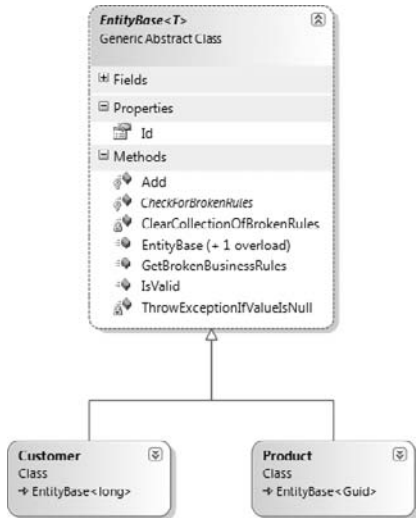 EntityBase<T>
Generic Abstract Class
Fields
Properties
Id
Methods
Add
CheckForBrokenRules
ClearCollectionOfBrokenRules
EntityBase (+ 1 overload)
GetBrokenBusinessRules
IsValid
ThrowExceptionIfValueIsNull
Customer
Class
EntityBase<long>
Product
Class
EntityBase<Guid>